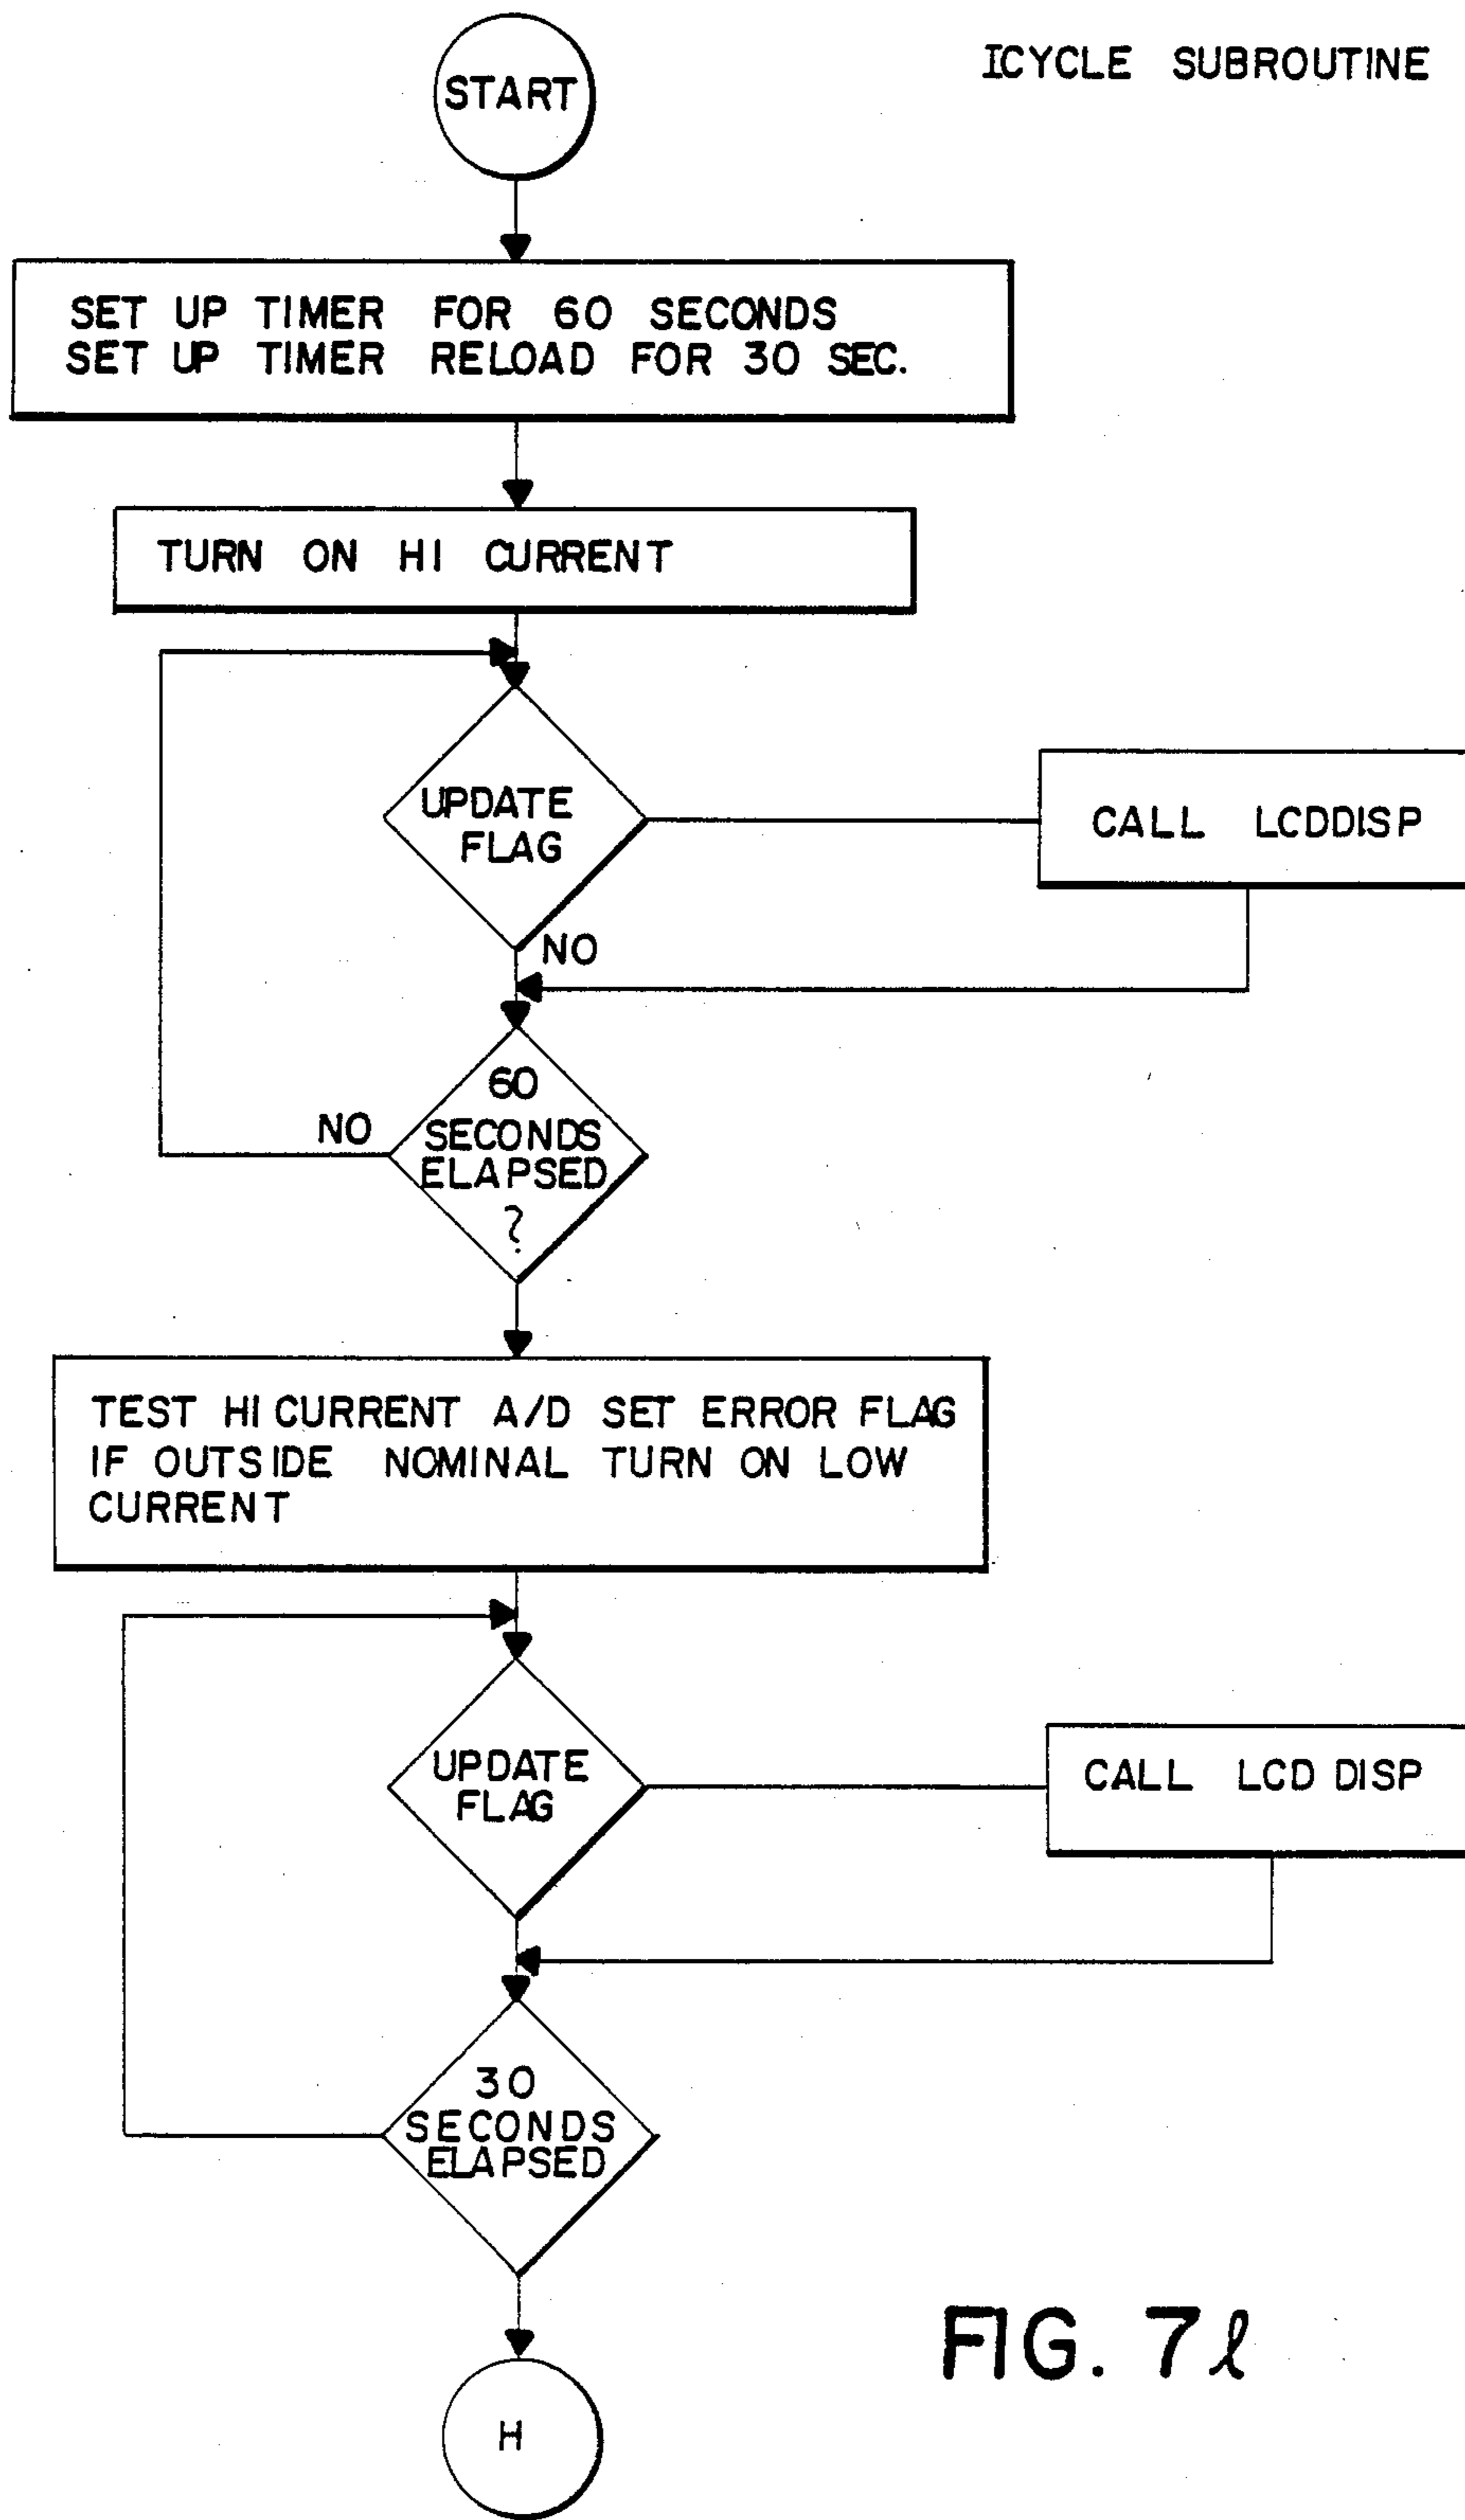 ICYCLE SUBROUTINE
START
SET UP TIMER FOR 60 SECONDS
SET UP TIMER RELOAD FOR 30 SEC.
TURN ON HI CURRENT
UPDATE
FLAG
CALL LCDDISP
NO
60
SECONDS
ELAPSED
?
NO
TEST HI CURRENT A/D SET ERROR FLAG
IF OUTSIDE NOMINAL TURN ON LOW
CURRENT
UPDATE
FLAG
CALL LCD DISP
30
SECONDS
ELAPSED
H
FIG. 7ℓ